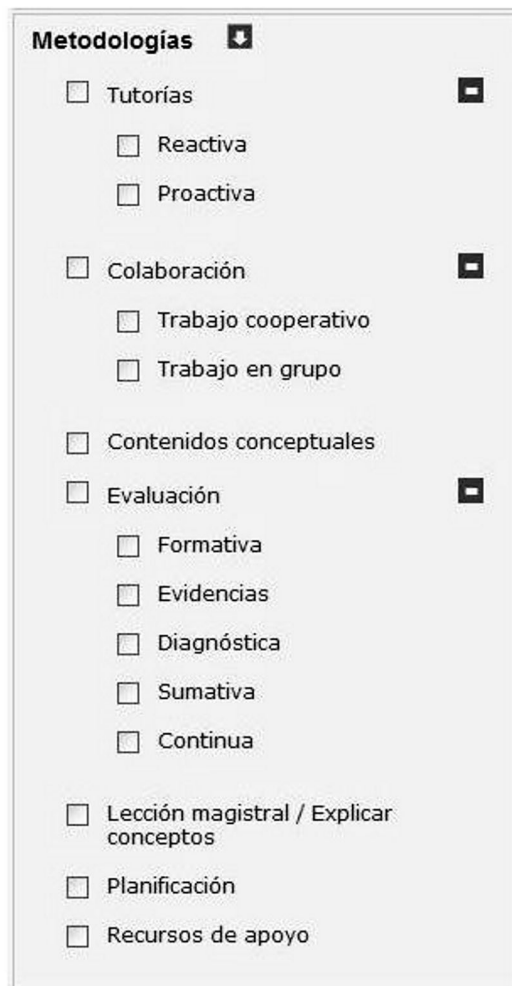 Metodologías
Tutorías
Reactiva
Proactiva
Colaboración
Trabajo cooperativo
Trabajo en grupo
Contenidos conceptuales
Evaluación
Formativa
Evidencias
Diagnóstica
Sumativa
Continua
Lección magistral / Explicar
conceptos
Planificación
Recursos de apoyo